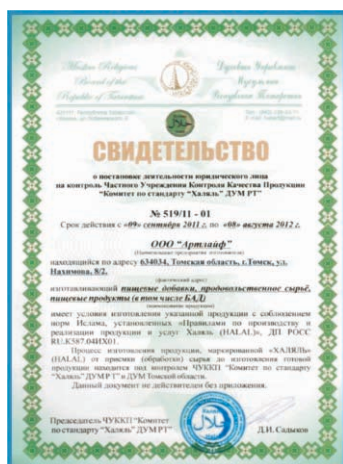 Muslim Religious
Board of the
Republic of Tatarstan
Духовное Управление
Мусульман
Республики Татарстан
СВИДЕТЕЛЬСТВО
о постановке деятельности юридического лица
на контроль Частного Учреждения Контроля Качества Продукции
"Комитет по стандарту "Халяль" ДУМ РТ"
№ 519/11 - 01
Срок действия с «09» сентября 2011 г. по «08» августа 2012 г.
ООО "Артлайф"
находящийся по адресу 634034, Томская область, г.Томск, ул.
Нахимова, 8/2,
(фактический адрес)
изготавливающий пищевые добавки, продовольственное сырьё,
пищевые продукты (в том числе БАД)
имеет условия изготовления указанной продукции с соблюдением
норм Ислама, установленных «Правилами по производству и
реализации продукции и услуг Халяль (HALAL)», ДП РОСС
RU.К587.04ИХ01.
Процесс изготовления продукции, маркированной «ХАЛЯЛЬ»
(HALAL) от приемки (обработки) сырья до изготовления готовой
продукции находится под контролем ЧУККП "Комитет по стандарту
"Халяль" ДУМ РТ" и ДУМ Томской области.
Данный документ не действителен без приложения.
Председатель ЧУККП "Комитет
по стандарту "Халяль" ДУМ РТ"
Д.И. Садыков
حلال